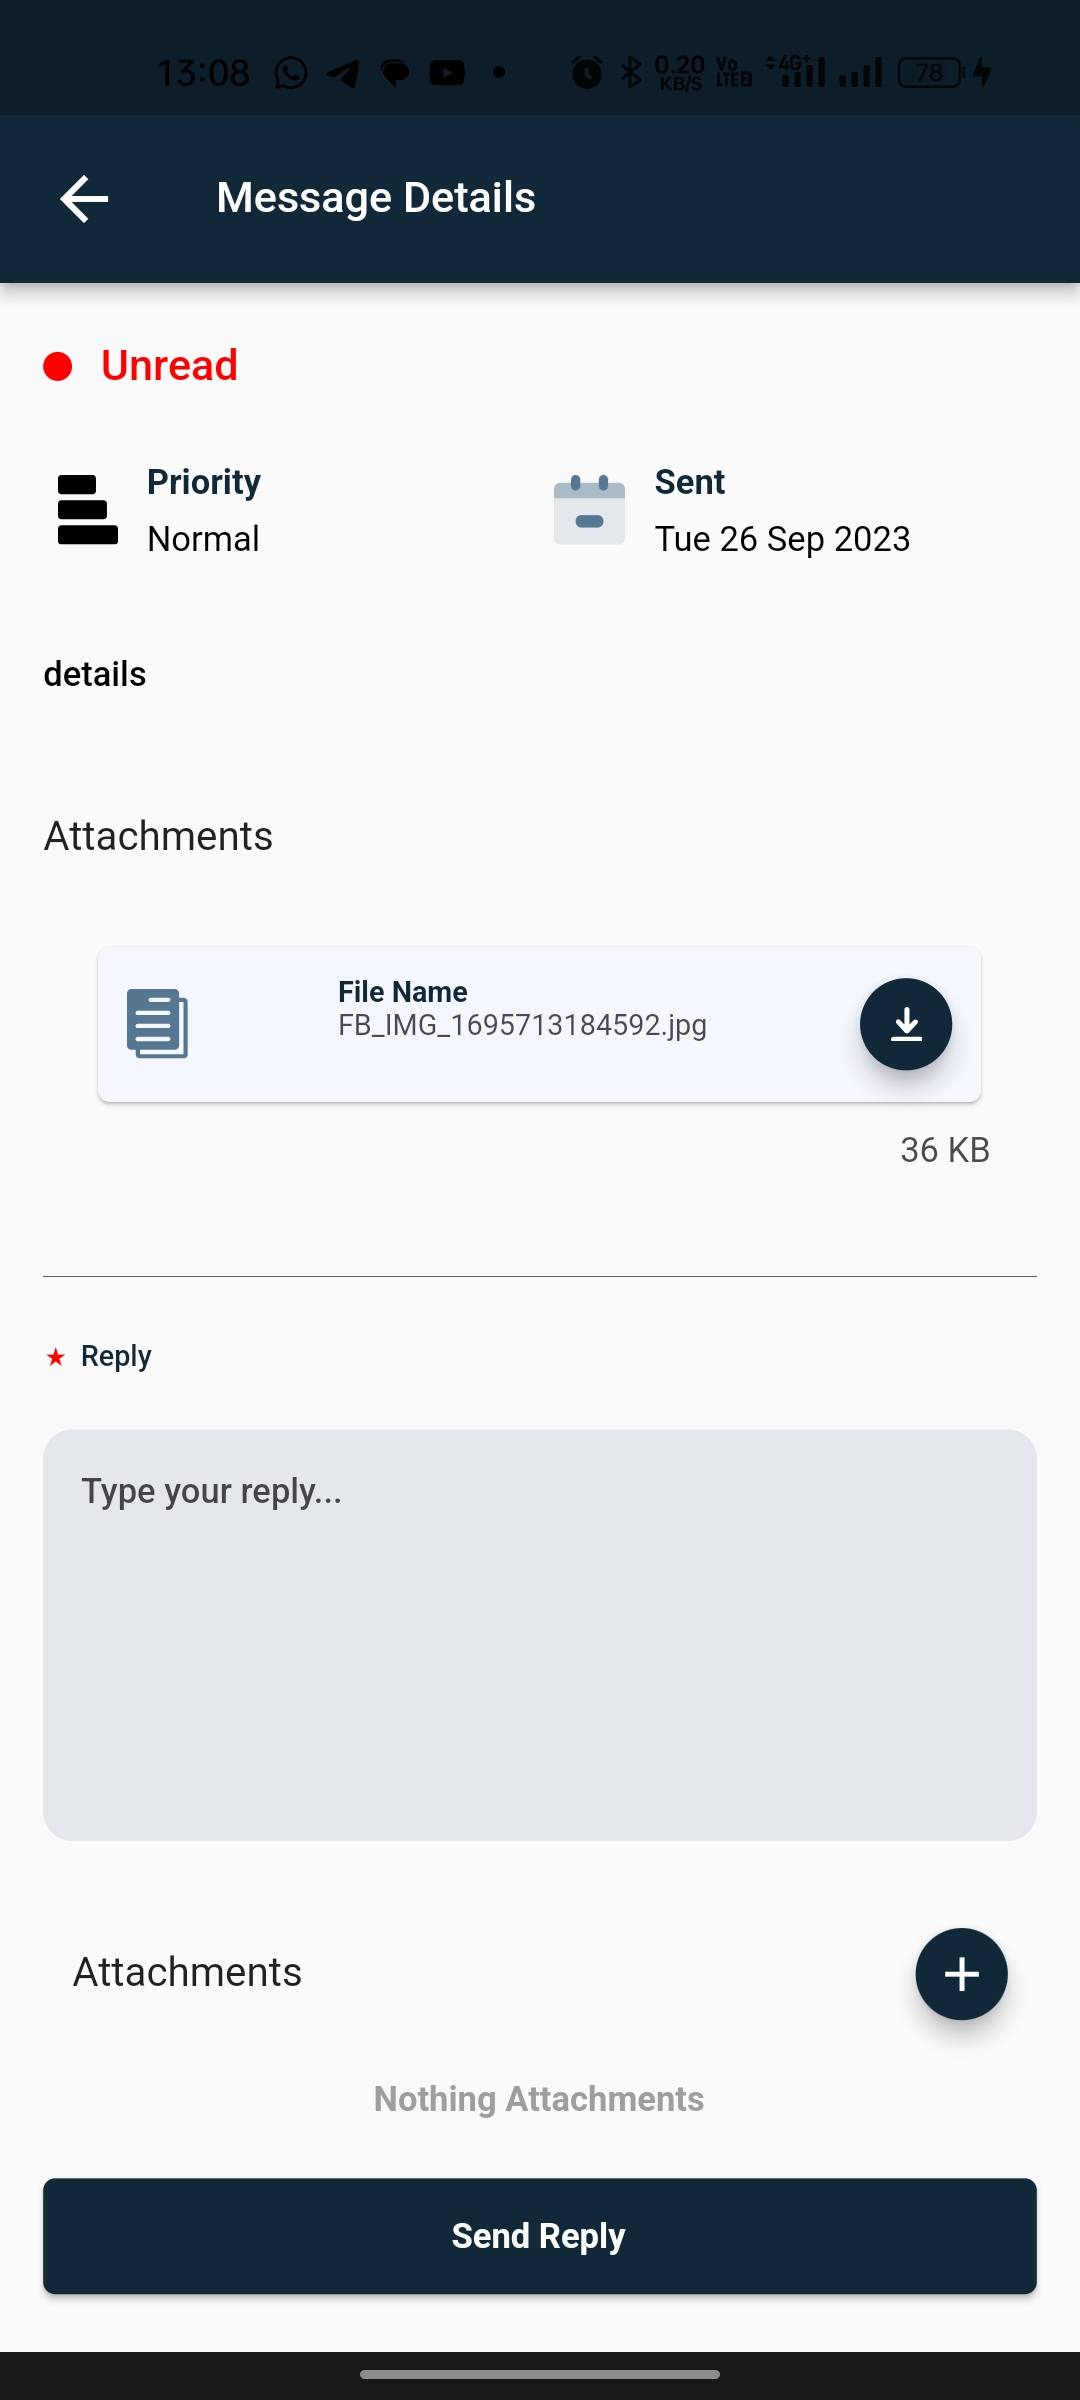 13:08
0.20 KB/S
Vo LTE 2
4G+
78
Message Details
Unread
Priority
Normal
Sent
Tue 26 Sep 2023
details
Attachments
File Name
FB_IMG_1695713184592.jpg
36 KB
Reply
Type your reply...
Attachments
Nothing Attachments
Send Reply